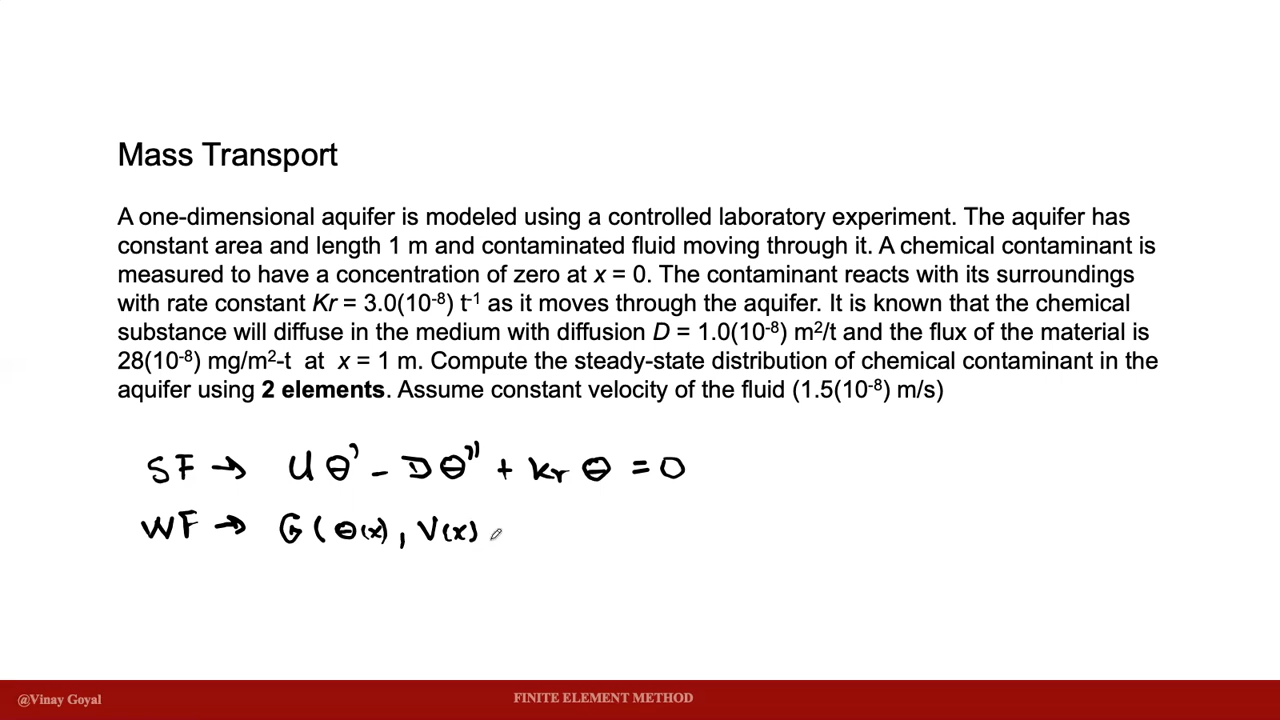 Mass Transport
A one-dimensional aquifer is modeled using a controlled laboratory experiment. The aquifer has
constant area and length 1 m and contaminated fluid moving through it. A chemical contaminant is
measured to have a concentration of zero at x = 0. The contaminant reacts with its surroundings
with rate constant Kr = 3.0(10⁻⁸) t⁻¹ as it moves through the aquifer. It is known that the chemical
substance will diffuse in the medium with diffusion D = 1.0(10⁻⁸) m²/t and the flux of the material is
28(10⁻⁸) mg/m²-t at x = 1 m. Compute the steady-state distribution of chemical contaminant in the
aquifer using 2 elements. Assume constant velocity of the fluid (1.5(10⁻⁸) m/s)
SF → U θ' - D θ'' + kr θ = 0
WF → G(θ(x), V(x)
@Vinay Goyal FINITE ELEMENT METHOD